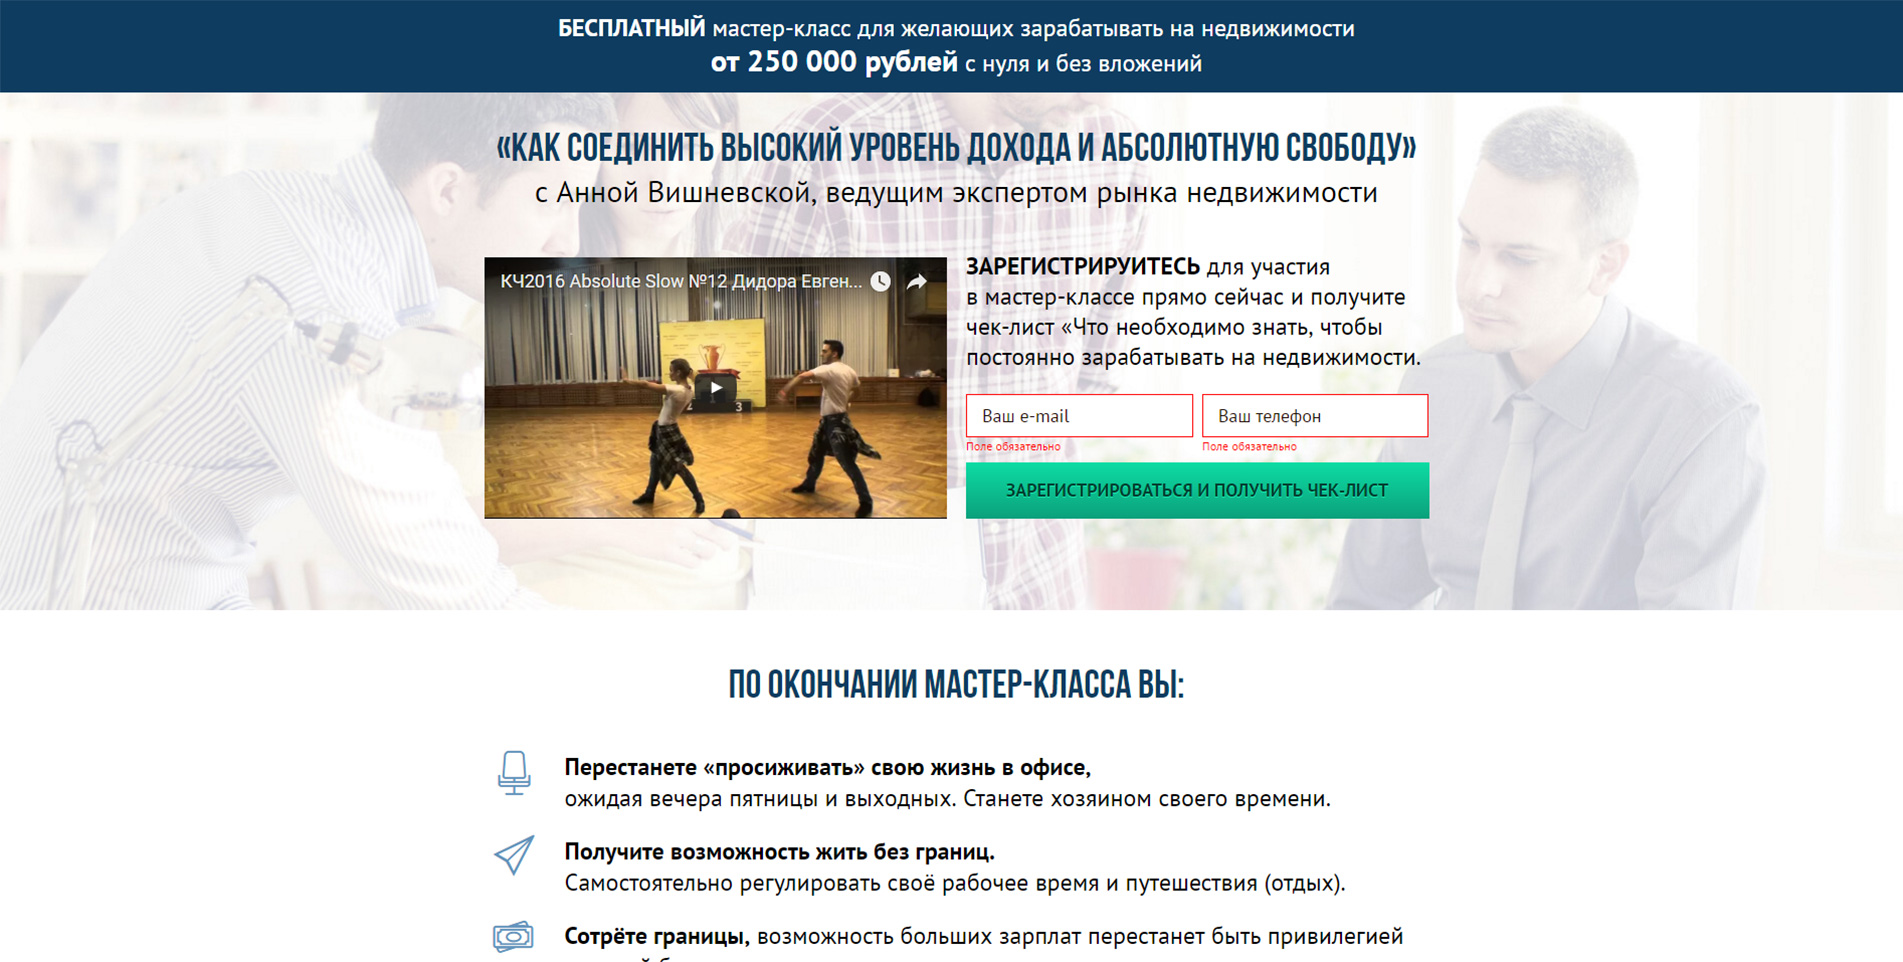 БЕСПЛАТНЫЙ мастер-класс для желающих зарабатывать на недвижимости
от 250 000 рублей с нуля и без вложений
«КАК СОЕДИНИТЬ ВЫСОКИЙ УРОВЕНЬ ДОХОДА И АБСОЛЮТНУЮ СВОБОДУ»
с Анной Вишневской, ведущим экспертом рынка недвижимости
КЧ2016 Absolute Slow №12 Дидора Евген...
2 3
ЗАРЕГИСТРИРУЙТЕСЬ для участия
в мастер-классе прямо сейчас и получите
чек-лист «Что необходимо знать, чтобы
постоянно зарабатывать на недвижимости.
Ваш e-mail
Ваш телефон
Поле обязательно
Поле обязательно
ЗАРЕГИСТРИРОВАТЬСЯ И ПОЛУЧИТЬ ЧЕК-ЛИСТ
ПО ОКОНЧАНИИ МАСТЕР-КЛАССА ВЫ:
Перестанете «просиживать» свою жизнь в офисе,
ожидая вечера пятницы и выходных. Станете хозяином своего времени.
Получите возможность жить без границ.
Самостоятельно регулировать своё рабочее время и путешествия (отдых).
Сотрёте границы, возможность больших зарплат перестанет быть привилегией